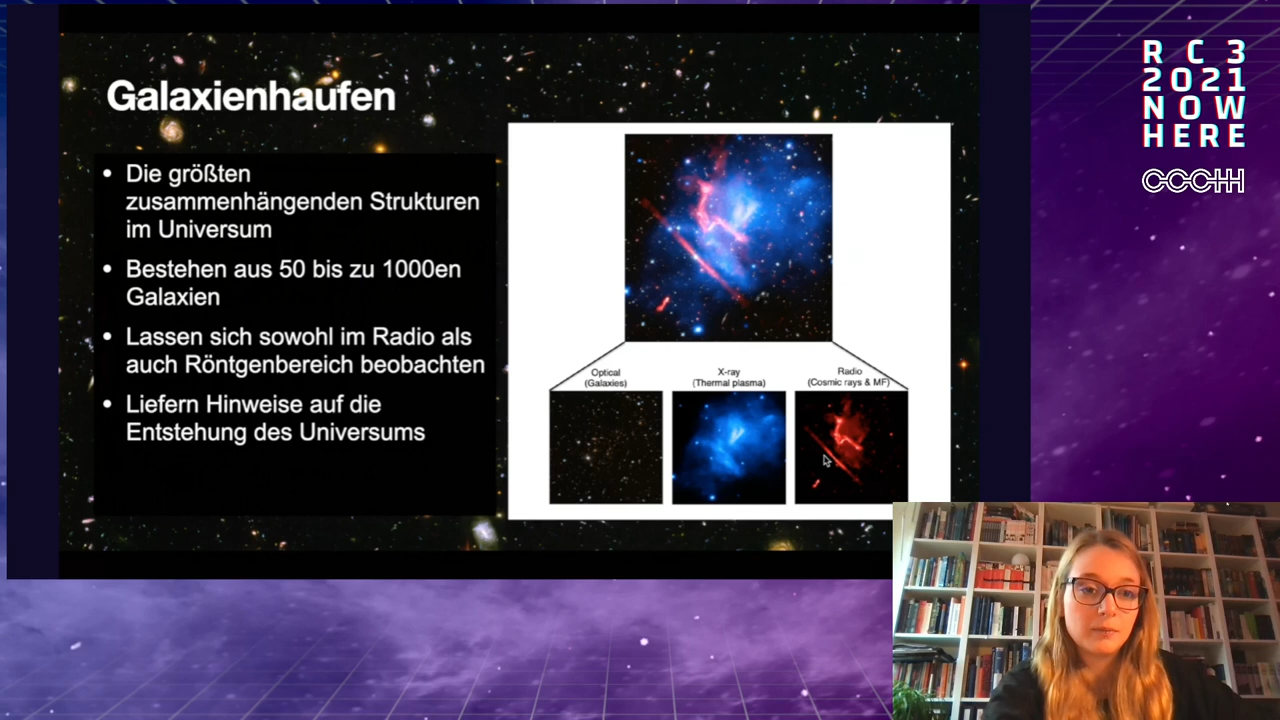 Galaxienhaufen
• Die größten
zusammenhängenden Strukturen
im Universum
• Bestehen aus 50 bis zu 1000en
Galaxien
• Lassen sich sowohl im Radio als
auch Röntgenbereich beobachten
• Liefern Hinweise auf die
Entstehung des Universums
Optical
(Galaxies)
X-ray
(Thermal plasma)
Radio
(Cosmic rays & MF)
RC3
2021
NOW
HERE
CCCHH